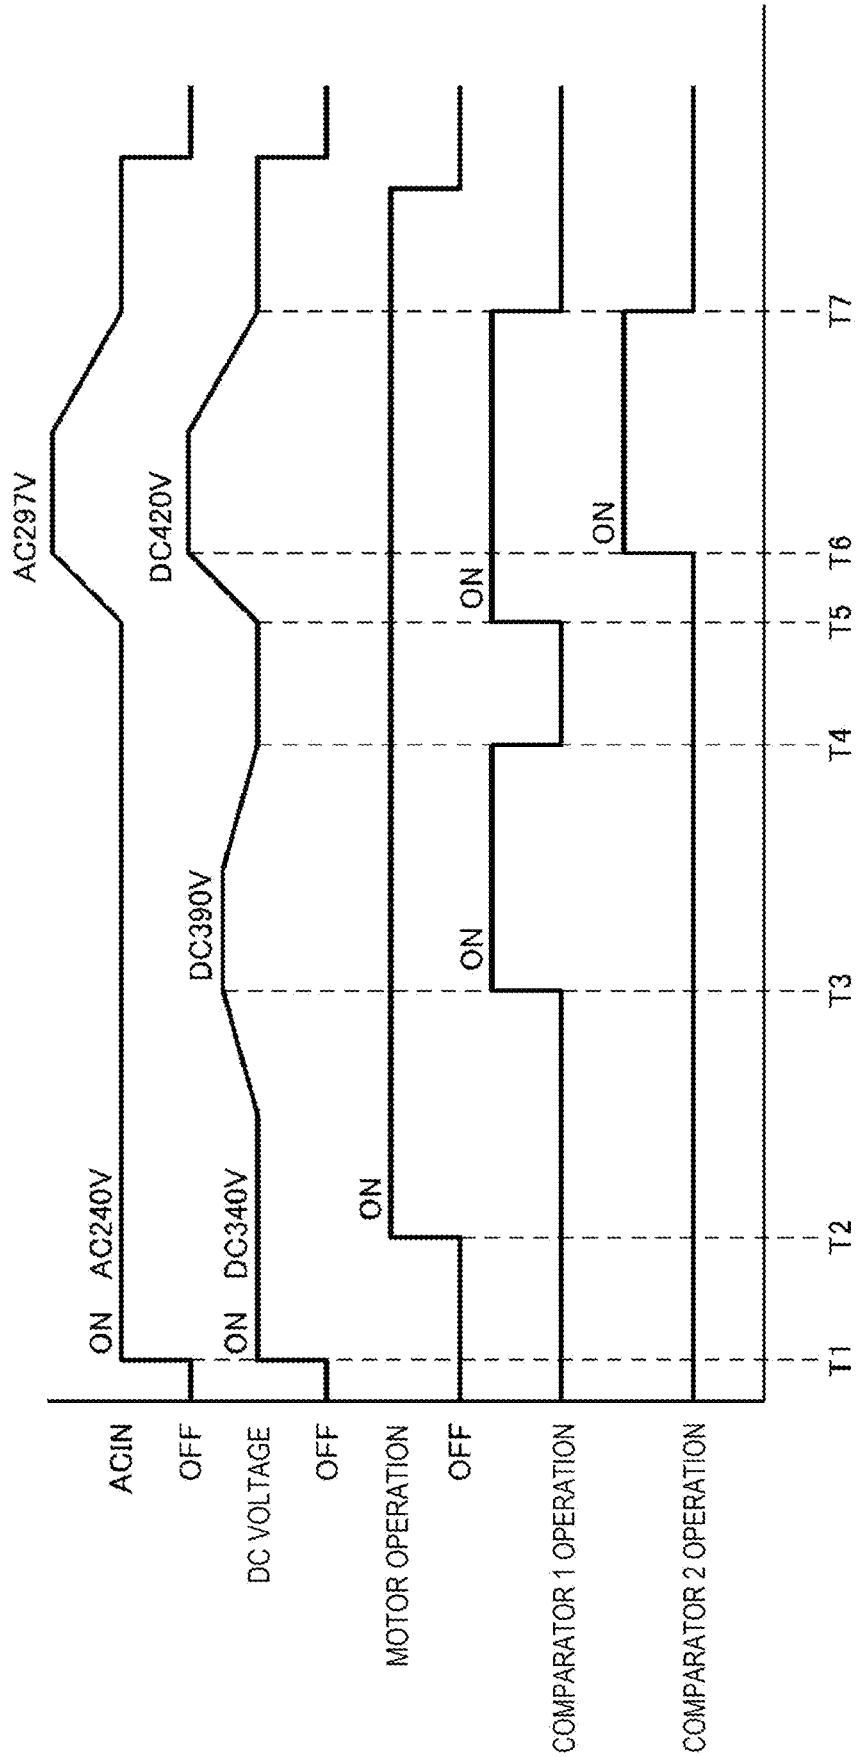 AC297V
ACIN
ON
AC240V
OFF
DC420V
DC390V
DC VOLTAGE
ON
DC340V
OFF
MOTOR OPERATION
ON
OFF
ON
ON
COMPARATOR 1 OPERATION
ON
COMPARATOR 2 OPERATION
T1
T2
T3
T4
T5
T6
T7